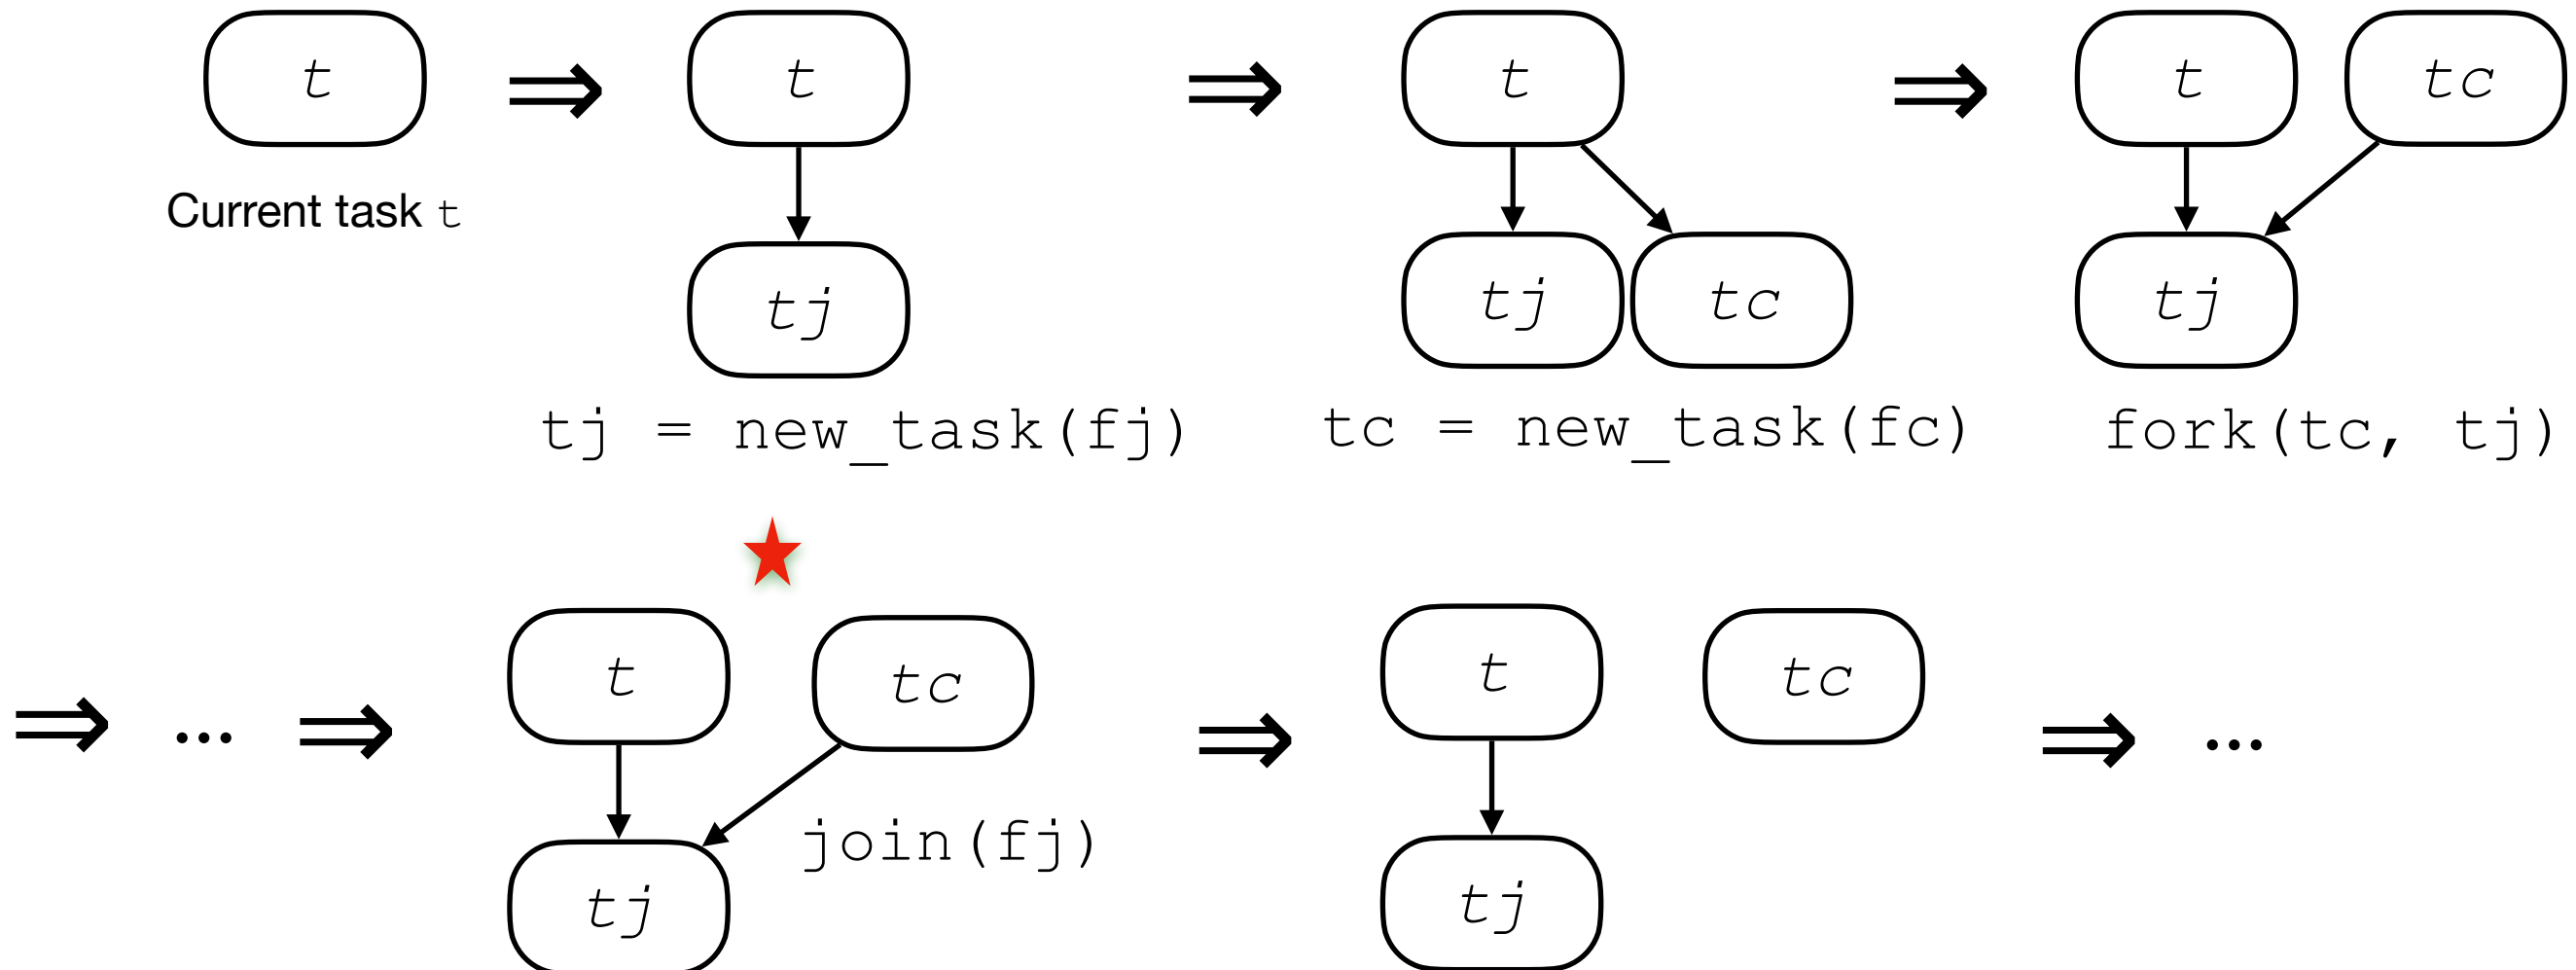 t
t
t
t
tc
Current task t
tj
tj
tc
tj
tj = new_task(fj)
tc = new_task(fc)
fork(tc, tj)
...
t
tc
t
tc
...
join(fj)
tj
tj